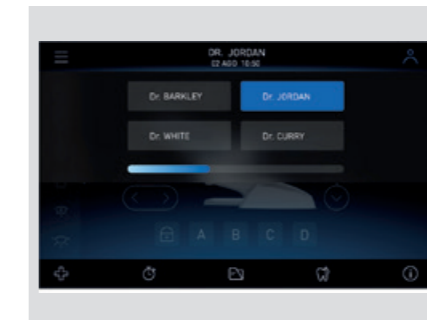 DR. JORDAN
02 AGO 10:50
Dr. BARKLEY
Dr. JORDAN
Dr. WHITE
Dr. CURRY
A B C D